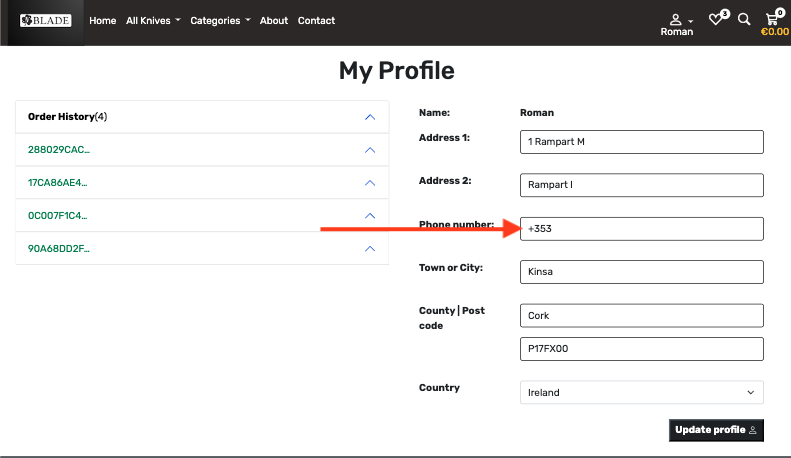 BLADE
Home All Knives Categories About Contact
3
0
Roman
€0.00
My Profile
Order History(4)
288029CAC...
17CA86AE4...
0C007F1C4...
90A68DD2F...
Name: Roman
Address 1: 1 Rampart M
Address 2: Rampart I
Phone number: +353
Town or City: Kinsa
County | Post
code
Cork
P17FX00
Country Ireland
Update profile